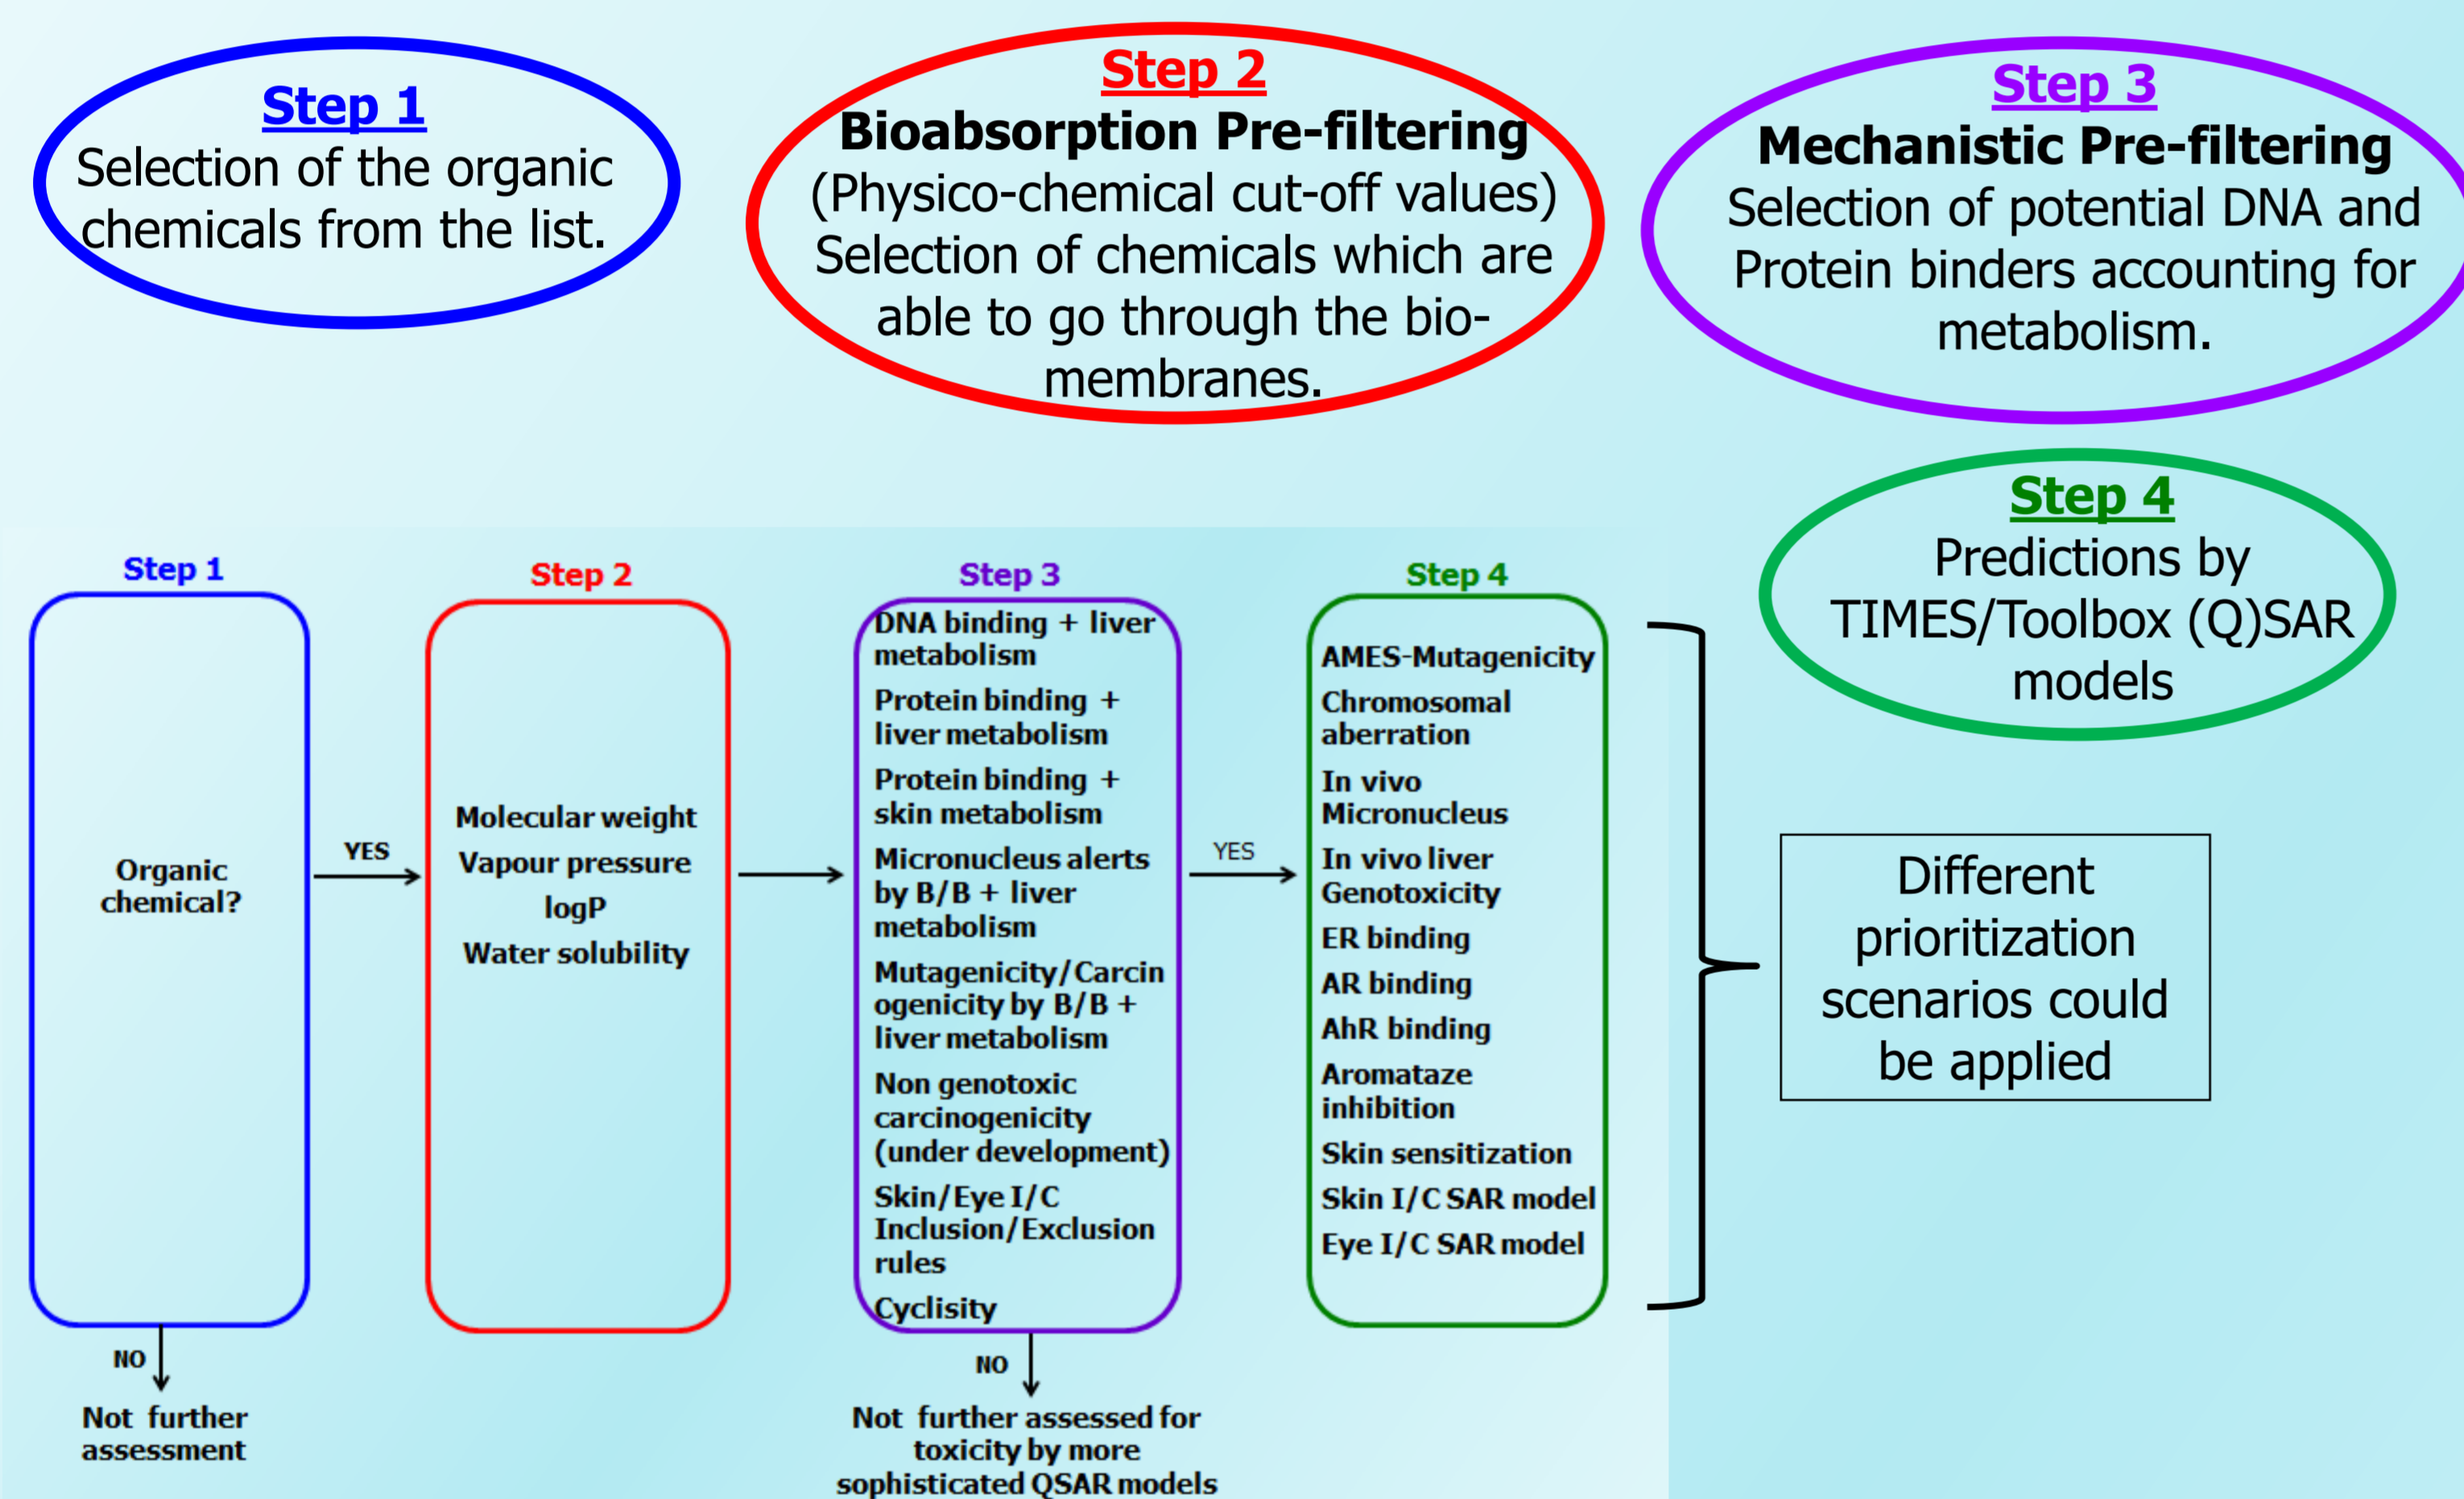 Step 1
Selection of the organic
chemicals from the list.
Step 2
Bioabsorption Pre-filtering
(Physico-chemical cut-off values)
Selection of chemicals which are
able to go through the bio-
membranes.
Step 3
Mechanistic Pre-filtering
Selection of potential DNA and
Protein binders accounting for
metabolism.
Step 4
Predictions by
TIMES/Toolbox (Q)SAR
models
Step 1
Organic
chemical?
YES
NO
Not further
assessment
Step 2
Molecular weight
Vapour pressure
logP
Water solubility
Step 3
DNA binding + liver
metabolism
Protein binding +
liver metabolism
Protein binding +
skin metabolism
Micronucleus alerts
by B/B + liver
metabolism
Mutagenicity/Carcin
ogenicity by B/B +
liver metabolism
Non genotoxic
carcinogenicity
(under development)
Skin/Eye I/C
Inclusion/Exclusion
rules
Cyclisity
YES
NO
Not further assessed for
toxicity by more
sophisticated QSAR models
Step 4
AMES-Mutagenicity
Chromosomal
aberration
In vivo
Micronucleus
In vivo liver
Genotoxicity
ER binding
AR binding
AhR binding
Aromataze
inhibition
Skin sensitization
Skin I/C SAR model
Eye I/C SAR model
Different
prioritization
scenarios could
be applied